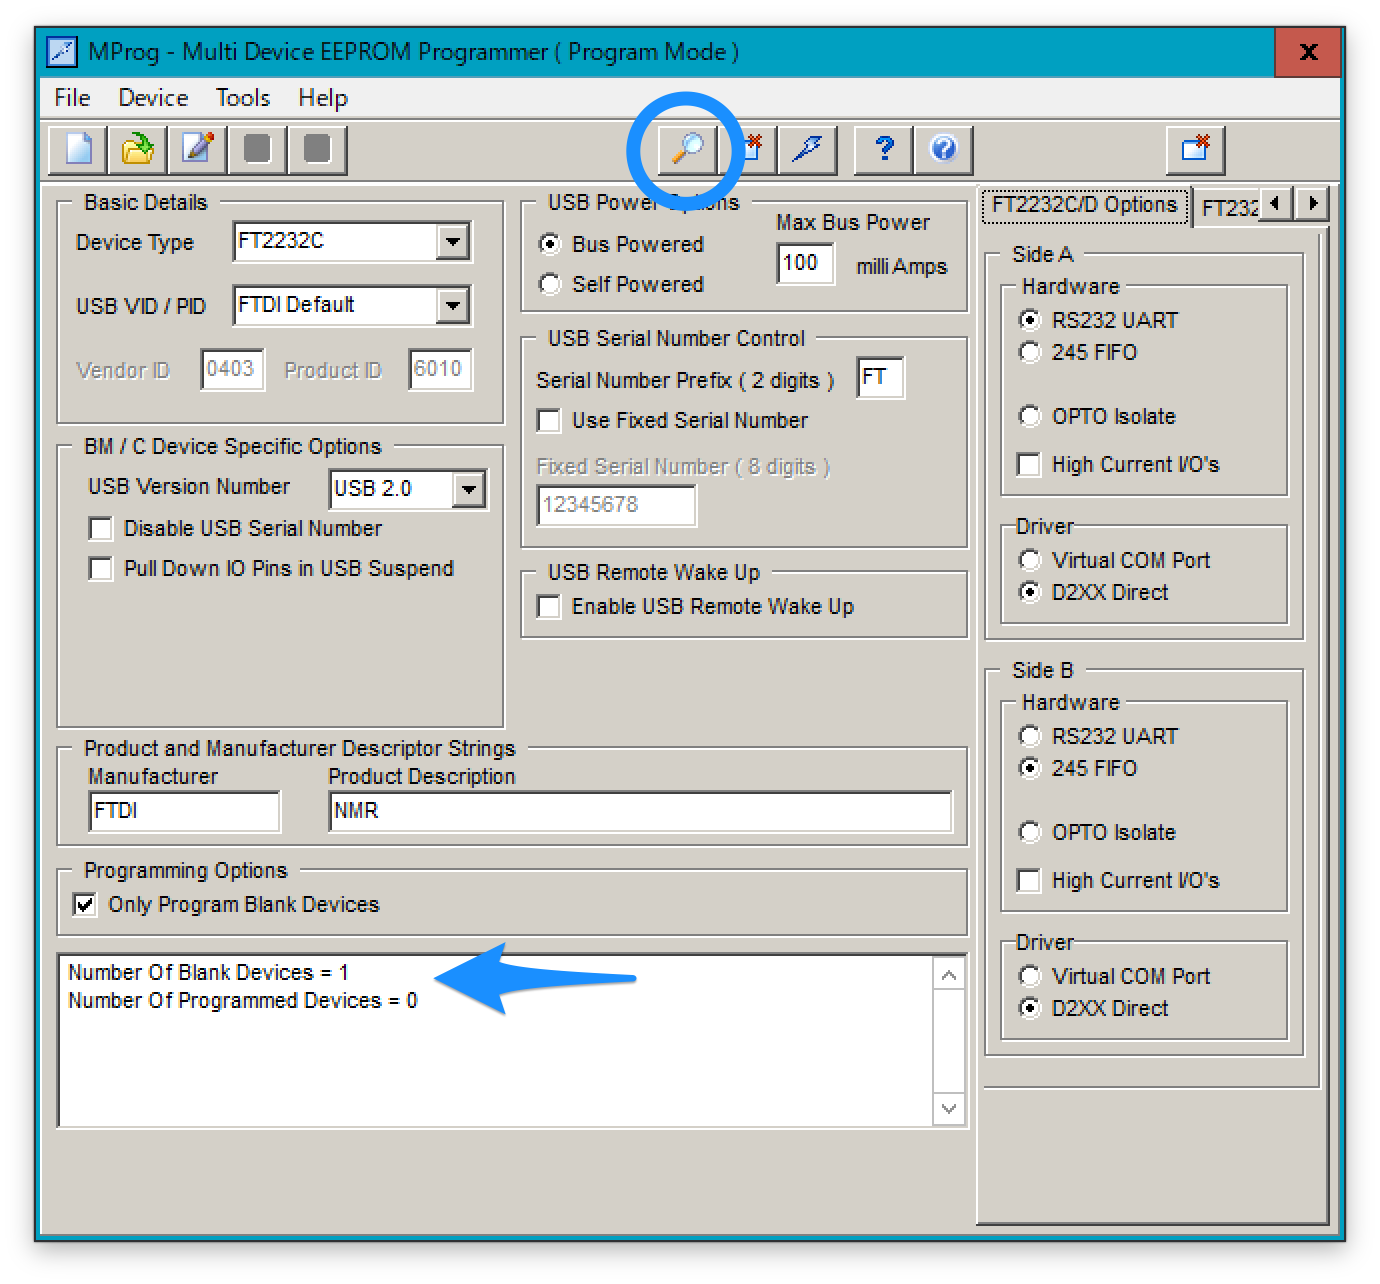 MProg - Multi Device EEPROM Programmer ( Program Mode )
x
File Device Tools Help
? ?
Basic Details
Device Type
FT2232C
USB VID / PID
FTDI Default
Vendor ID
0403
Product ID
6010
BM / C Device Specific Options
USB Version Number
USB 2.0
Disable USB Serial Number
Pull Down IO Pins in USB Suspend
USB Power Options
Bus Powered
Self Powered
Max Bus Power
100
milli Amps
USB Serial Number Control
Serial Number Prefix ( 2 digits )
FT
Use Fixed Serial Number
Fixed Serial Number ( 8 digits )
12345678
USB Remote Wake Up
Enable USB Remote Wake Up
Product and Manufacturer Descriptor Strings
Manufacturer
FTDI
Product Description
NMR
Programming Options
Only Program Blank Devices
Number Of Blank Devices = 1
Number Of Programmed Devices = 0
FT2232C/D Options
FT232
Side A
Hardware
RS232 UART
245 FIFO
OPTO Isolate
High Current I/O's
Driver
Virtual COM Port
D2XX Direct
Side B
Hardware
RS232 UART
245 FIFO
OPTO Isolate
High Current I/O's
Driver
Virtual COM Port
D2XX Direct